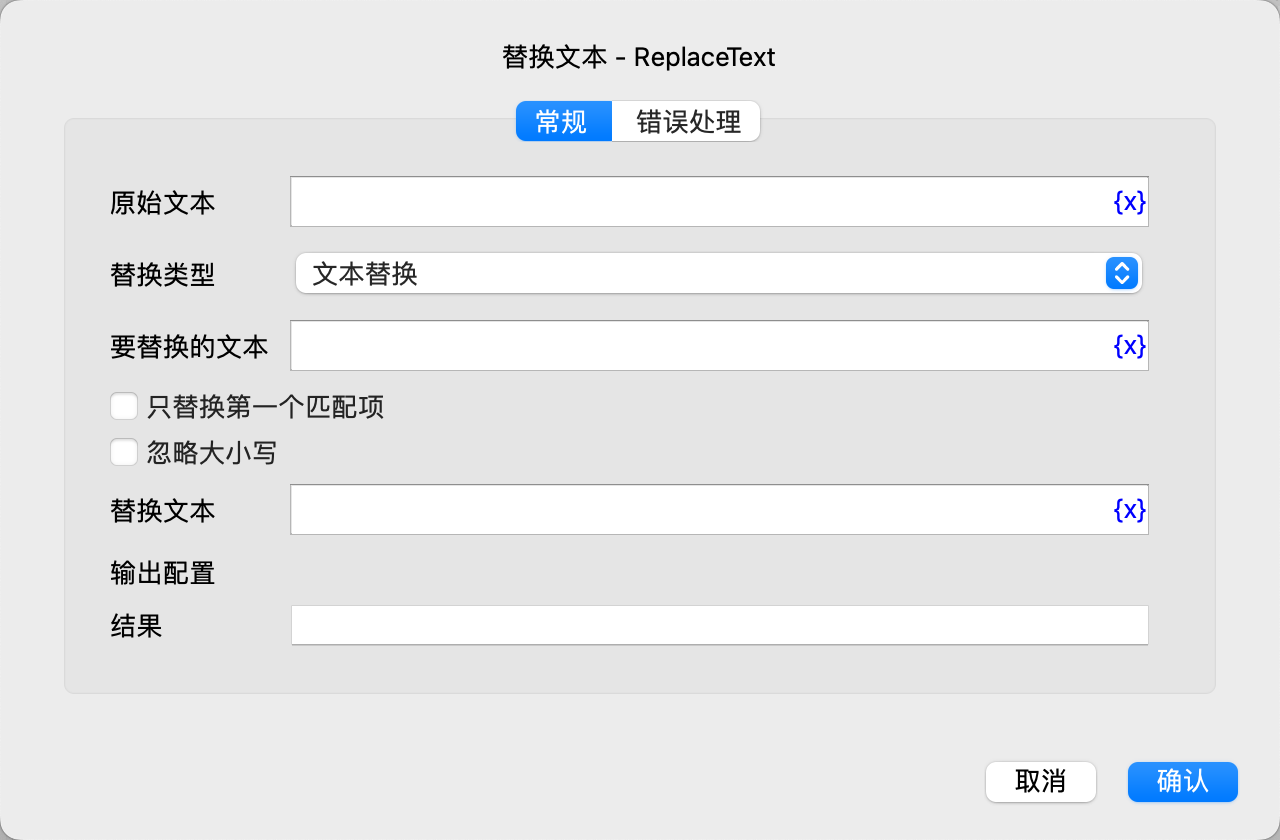 替换文本 - ReplaceText
常规 错误处理
原始文本 {x}
替换类型 文本替换
要替换的文本 {x}
只替换第一个匹配项
忽略大小写
替换文本 {x}
输出配置
结果
取消 确认